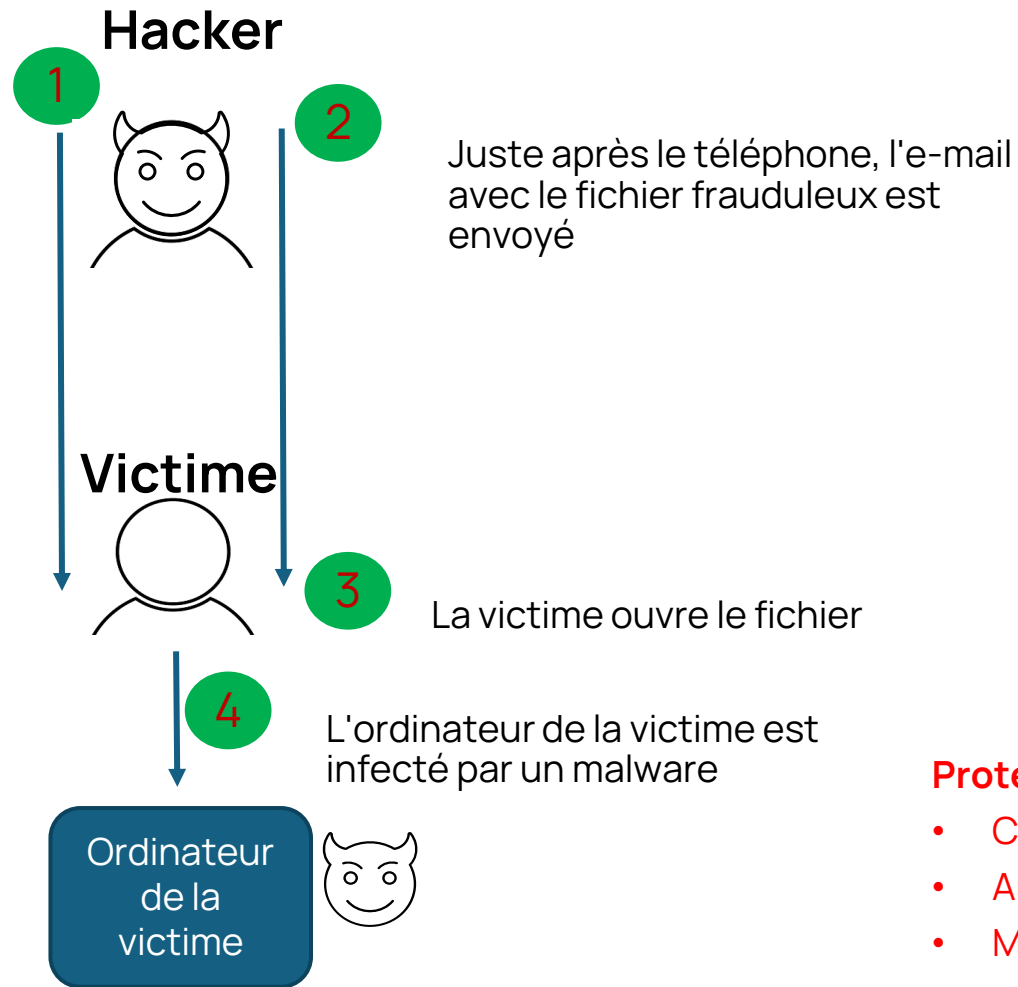 Hacker
1
2
Juste après le téléphone, l'e-mail
avec le fichier frauduleux est
envoyé
Victime
3
La victime ouvre le fichier
4
L'ordinateur de la victime est
infecté par un malware
Ordinateur
de la
victime